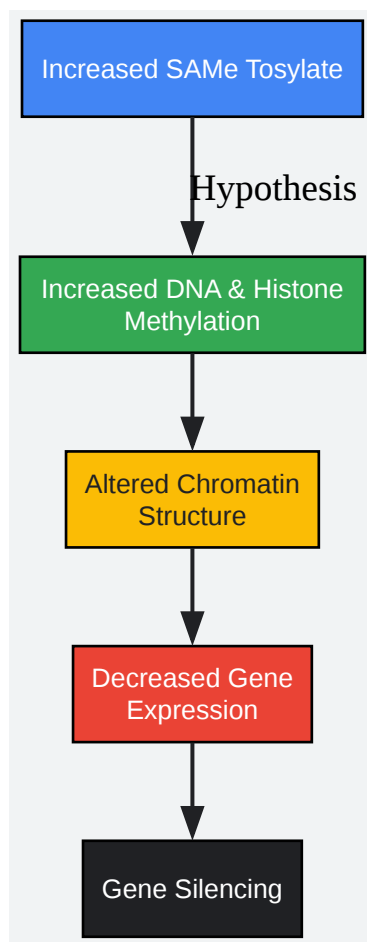 Increased SAMe Tosylate
Hypothesis
Increased DNA & Histone
Methylation
Altered Chromatin
Structure
Decreased Gene
Expression
Gene Silencing